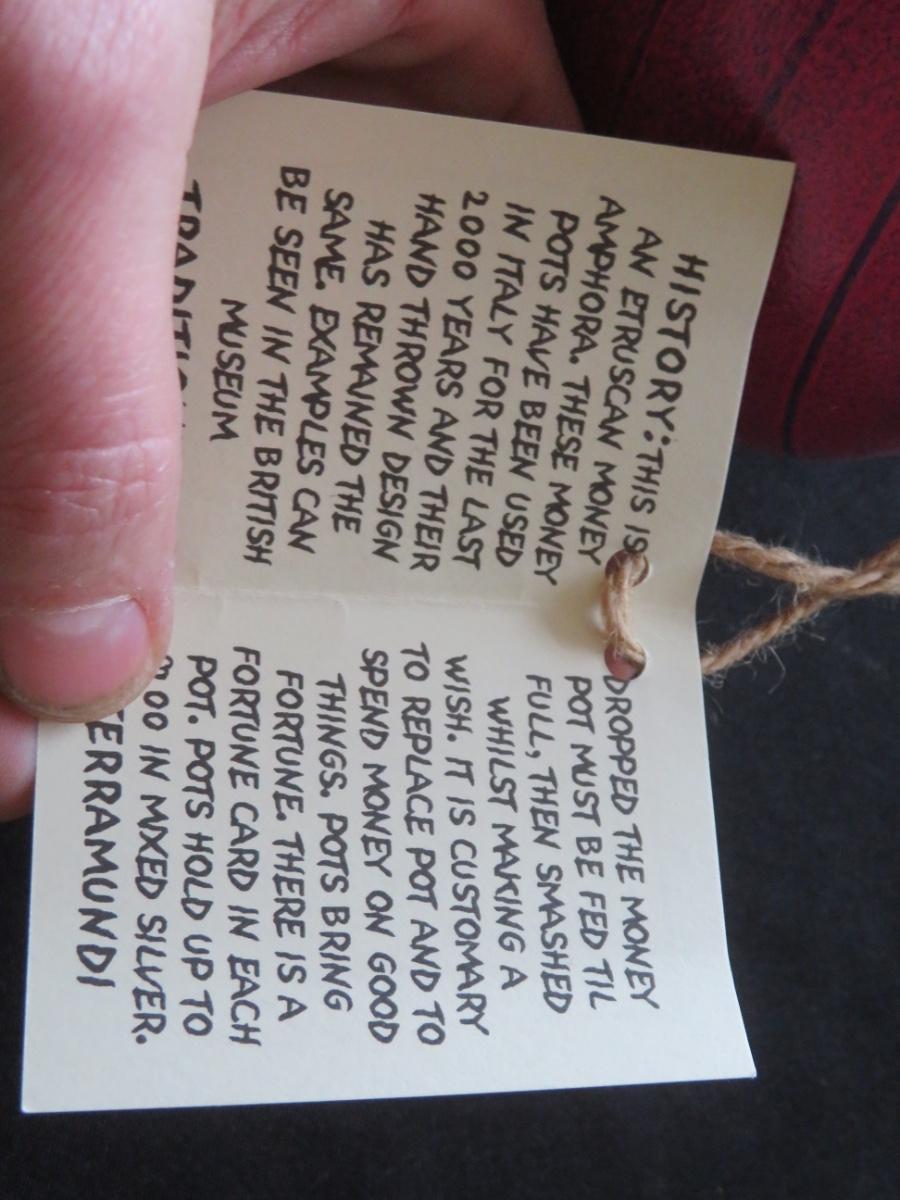 HISTORY: THIS IS
AN ETRUSCAN MONEY
AMPHORA. THESE MONEY
POTS HAVE BEEN USED
IN ITALY FOR THE LAST
2000 YEARS AND THEIR
HAND THROWN DESIGN
HAS REMAINED THE
SAME. EXAMPLES CAN
BE SEEN IN THE BRITISH
MUSEUM
DROPPED THE MONEY
POT MUST BE FED TIL
FULL, THEN SMASHED
WHILST MAKING A
WISH. IT IS CUSTOMARY
TO REPLACE POT AND TO
SPEND MONEY ON GOOD
THINGS. POTS BRING
FORTUNE. THERE IS A
FORTUNE CARD IN EACH
POT. POTS HOLD UP TO
IN MIXED SILVER.
TERRAMUNDI